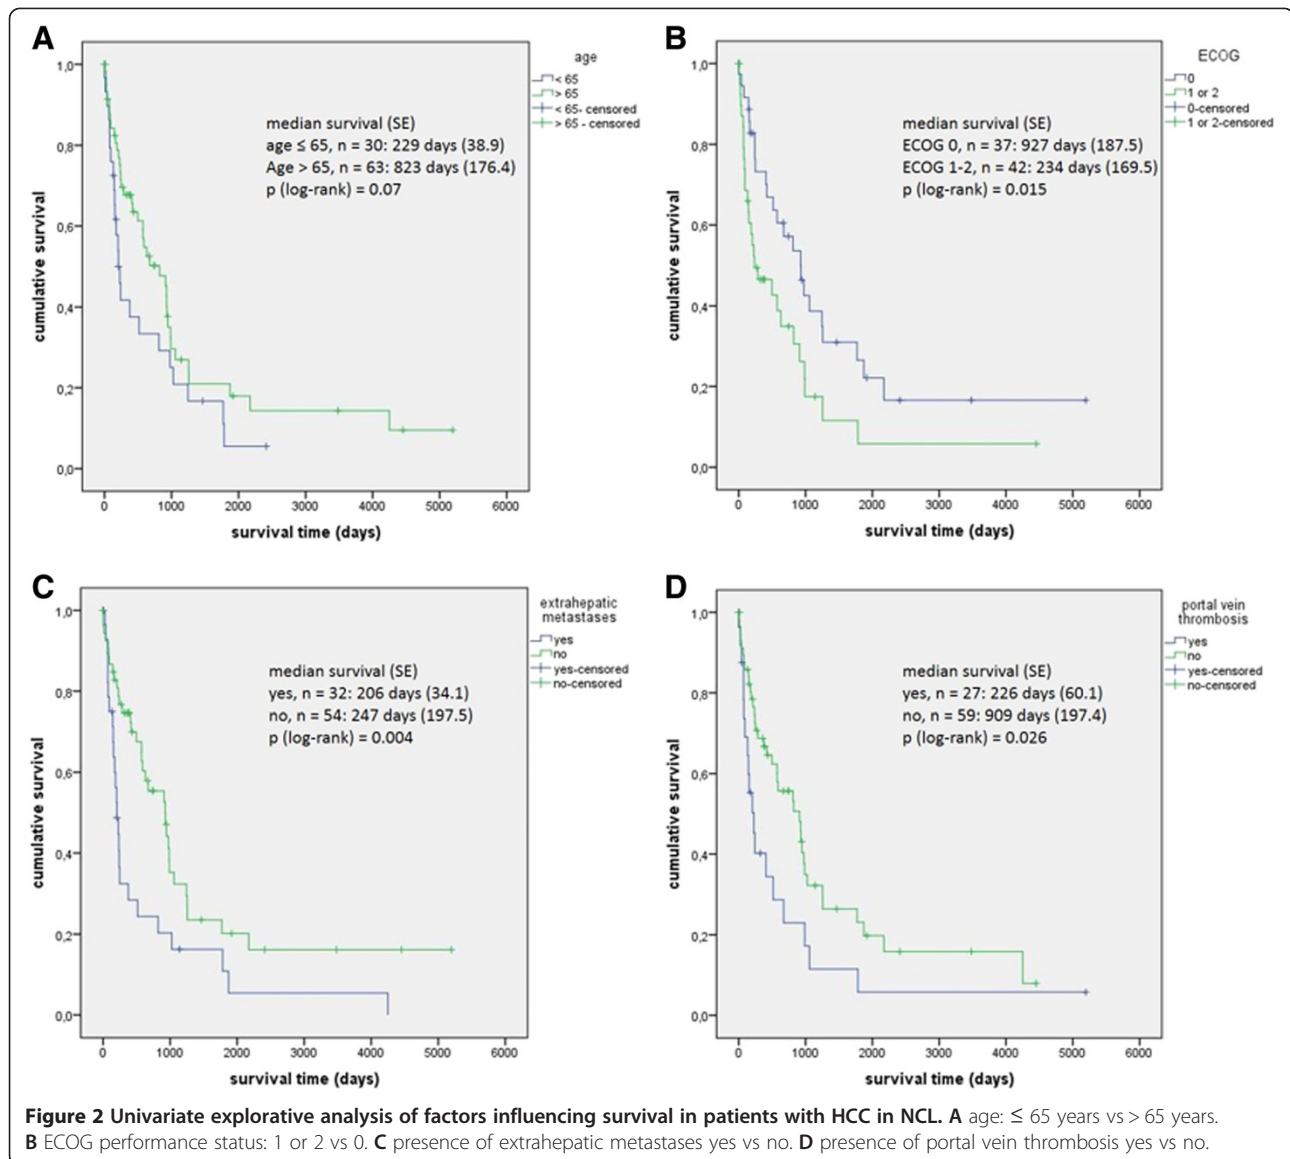 A
age
< 65
> 65
< 65- censored
> 65 - censored
median survival (SE)
age ≤ 65, n = 30: 229 days (38.9)
Age > 65, n = 63: 823 days (176.4)
p (log-rank) = 0.07
cumulative survival
1,0
0,8
0,6
0,4
0,2
0,0
0 1000 2000 3000 4000 5000 6000
survival time (days)
B
ECOG
0
1 or 2
0-censored
1 or 2-censored
median survival (SE)
ECOG 0, n = 37: 927 days (187.5)
ECOG 1-2, n = 42: 234 days (169.5)
p (log-rank) = 0.015
cumulative survival
1,0
0,8
0,6
0,4
0,2
0,0
0 1000 2000 3000 4000 5000 6000
survival time (days)
C
extrahepatic
metastases
yes
no
yes-censored
no-censored
median survival (SE)
yes, n = 32: 206 days (34.1)
no, n = 54: 247 days (197.5)
p (log-rank) = 0.004
cumulative survival
1,0
0,8
0,6
0,4
0,2
0,0
0 1000 2000 3000 4000 5000 6000
survival time (days)
D
portal vein
thrombosis
yes
no
yes-censored
no-censored
median survival (SE)
yes, n = 27: 226 days (60.1)
no, n = 59: 909 days (197.4)
p (log-rank) = 0.026
cumulative survival
1,0
0,8
0,6
0,4
0,2
0,0
0 1000 2000 3000 4000 5000 6000
survival time (days)
Figure 2 Univariate explorative analysis of factors influencing survival in patients with HCC in NCL. A age: ≤ 65 years vs > 65 years.
B ECOG performance status: 1 or 2 vs 0. C presence of extrahepatic metastases yes vs no. D presence of portal vein thrombosis yes vs no.